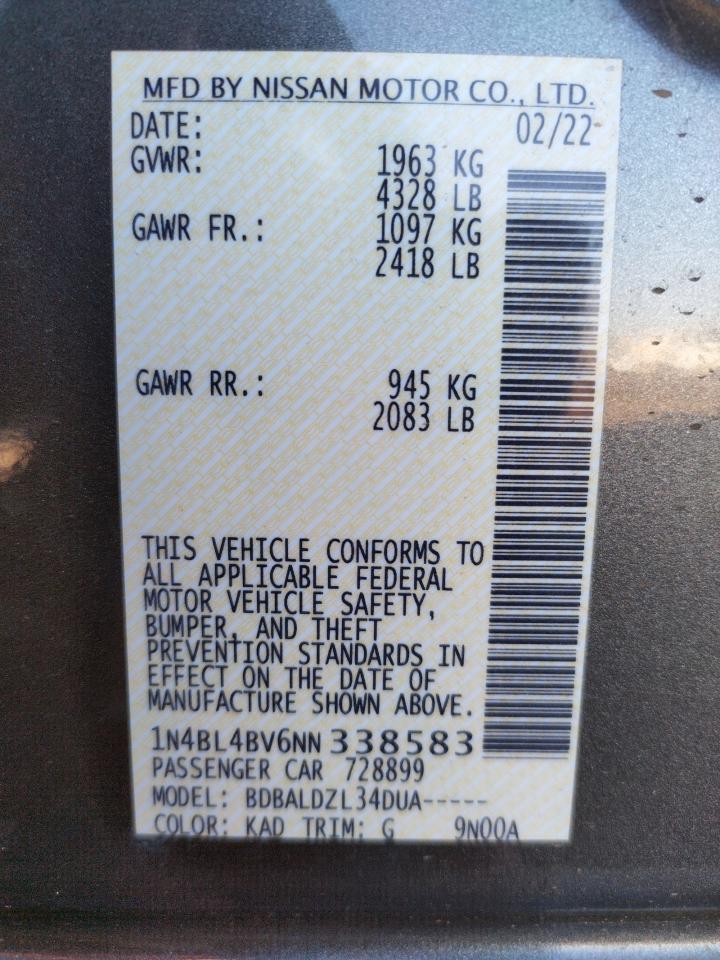 MFD BY NISSAN MOTOR CO., LTD.
DATE: 02/22
GVWR: 1963 KG
4328 LB
GAWR FR.: 1097 KG
2418 LB
GAWR RR.: 945 KG
2083 LB
THIS VEHICLE CONFORMS TO
ALL APPLICABLE FEDERAL
MOTOR VEHICLE SAFETY,
BUMPER, AND THEFT
PREVENTION STANDARDS IN
EFFECT ON THE DATE OF
MANUFACTURE SHOWN ABOVE.
1N4BL4BV6NN338583
PASSENGER CAR 728899
MODEL: BDBALDZL34DUA-----
COLOR: KAD TRIM: G 9N00A